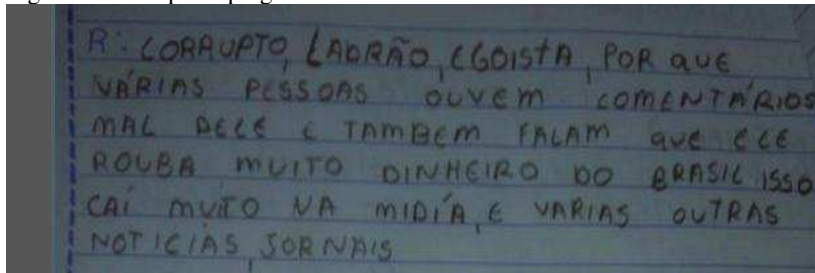 R: CORRUPTO, LADRÃO, EGOISTA, POR QUE
VÁRIAS PESSOAS OUVEM COMENTÁRIOS
MAL DELE E TAMBEM FALAM QUE ELE
ROUBA MUITO DINHEIRO DO BRASIL ISSO
CAÍ MUITO NA MIDÍA, E VARIAS OUTRAS
NOTICIAS, JORNAIS